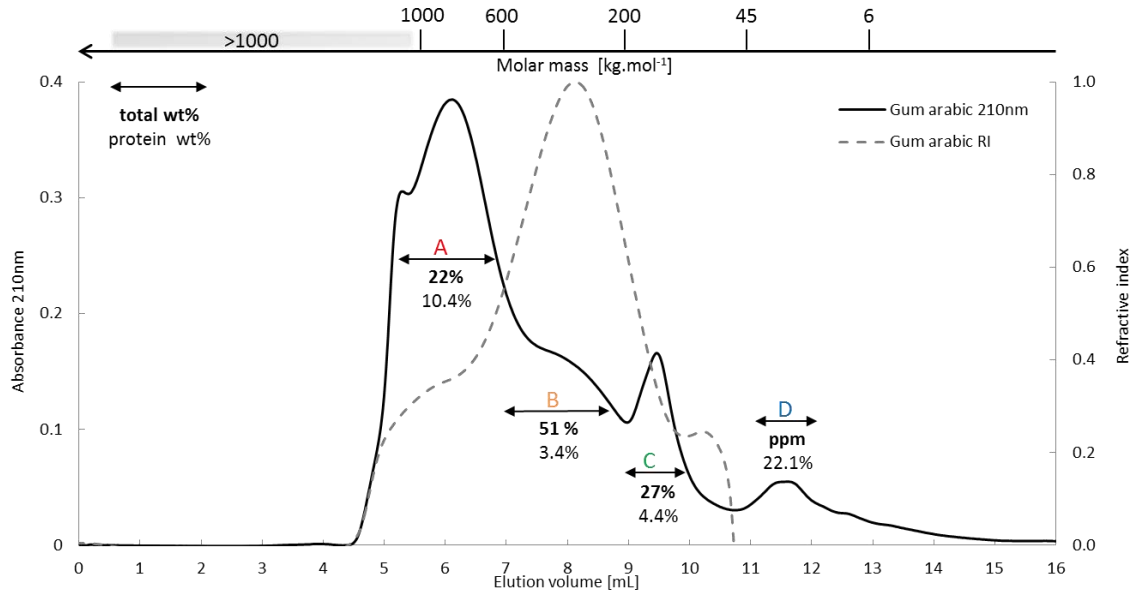 1000 600 200 45 6
>1000
Molar mass [kg.mol-1]
0.4 1.0
total wt%
protein wt%
Gum arabic 210nm
Gum arabic RI
0.3 0.8
A
22%
10.4%
0.6
0.2
Absorbance 210nm
Refractive index
0.4
B
51 %
3.4%
D
ppm
22.1%
0.1
0.2
C
27%
4.4%
0 0.0
0 1 2 3 4 5 6 7 8 9 10 11 12 13 14 15 16
Elution volume [mL]